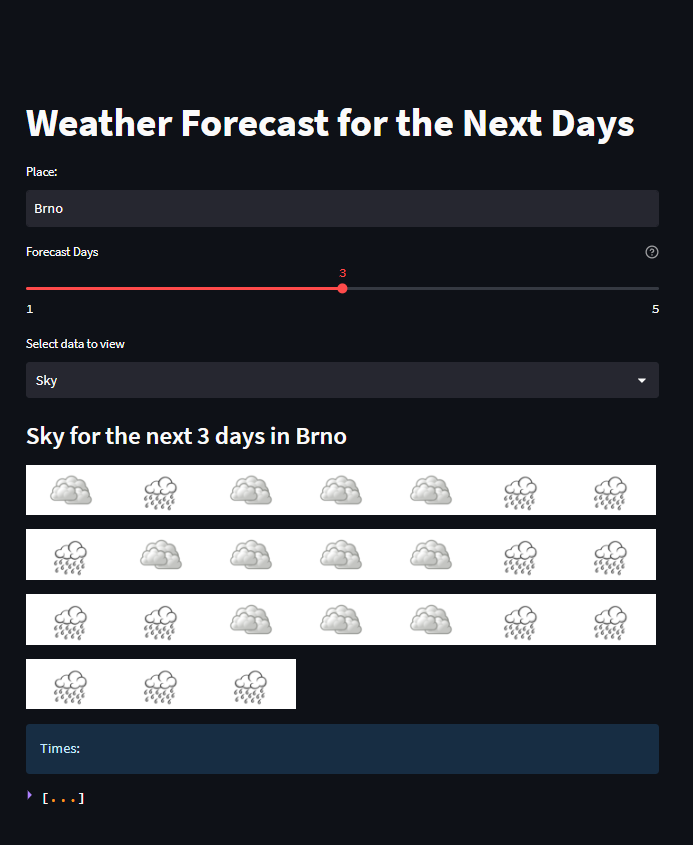 Weather Forecast for the Next Days
Place:
Brno
Forecast Days
3
1 5
Select data to view
Sky
Sky for the next 3 days in Brno
Times:
[...]